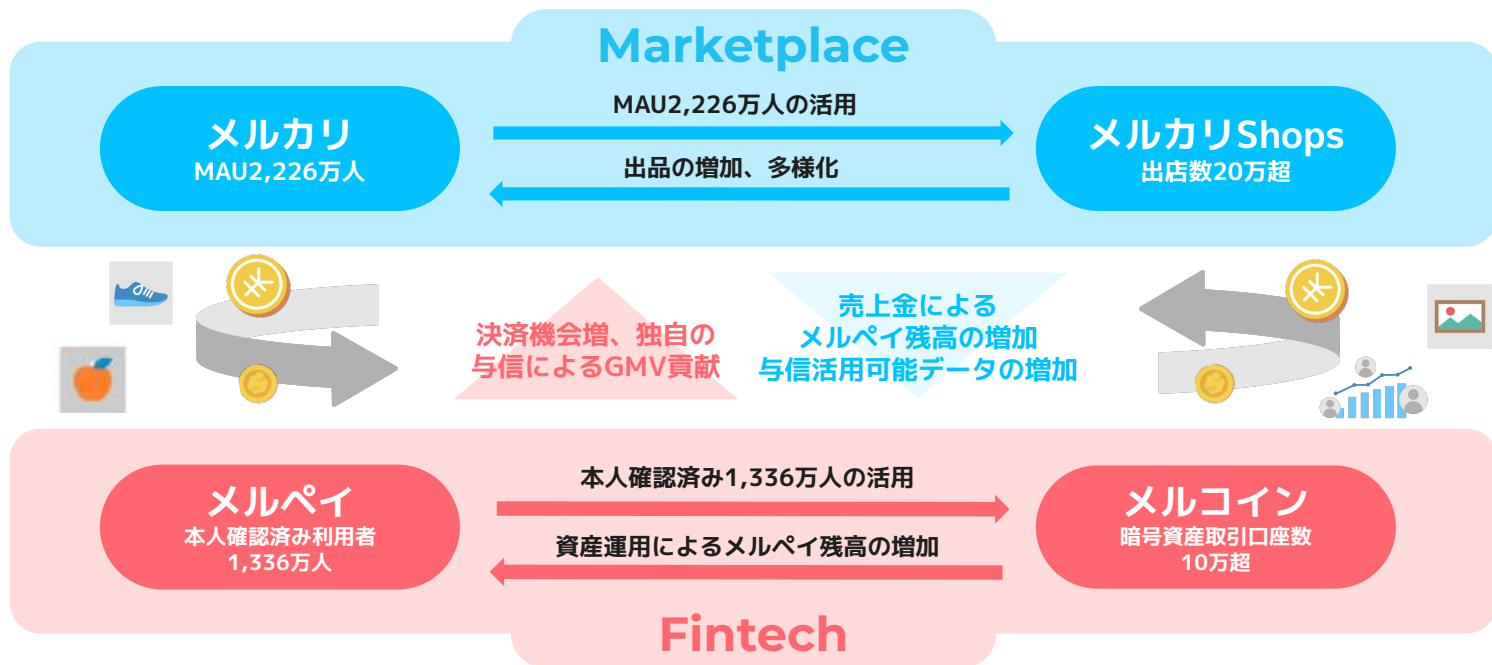 Marketplace
メルカリ
MAU2,226万人
MAU2,226万人の活用
出品の増加、多様化
メルカリShops
出店数20万超
決済機会増、独自の
与信によるGMV貢献
売上金による
メルペイ残高の増加
与信活用可能データの増加
メルペイ
本人確認済み利用者
1,336万人
本人確認済み1,336万人の活用
資産運用によるメルペイ残高の増加
メルコイン
暗号資産取引口座数
10万超
Fintech